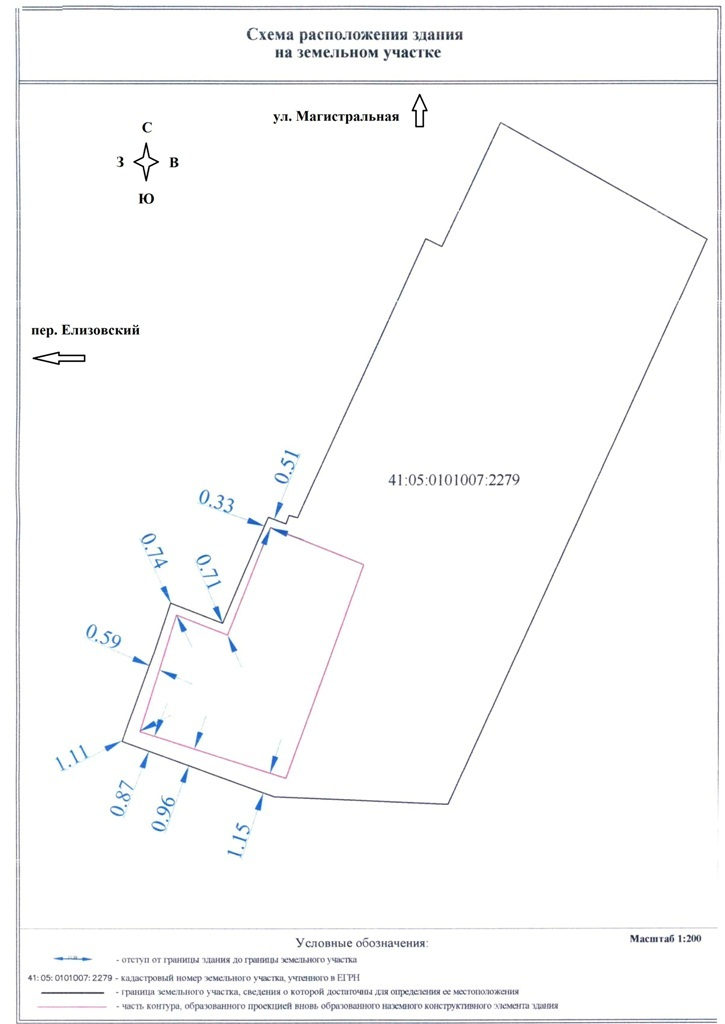 Схема расположения здания
на земельном участке
ул. Магистральная
С
З В
Ю
пер. Елизовский
0.51
0.33
41:05:0101007:2279
0.74
0.71
0.59
1.11
0.87
0.96
1.15
Условные обозначения:
Масштаб 1:200
- отступ от границы здания до границы земельного участка
41:05:0101007:2279 - кадастровый номер земельного участка, учтенного в ЕГРН
- граница земельного участка, сведения о которой достаточны для определения ее местоположения
- часть контура, образованного проекцией вновь образованного наземного конструктивного элемента здания